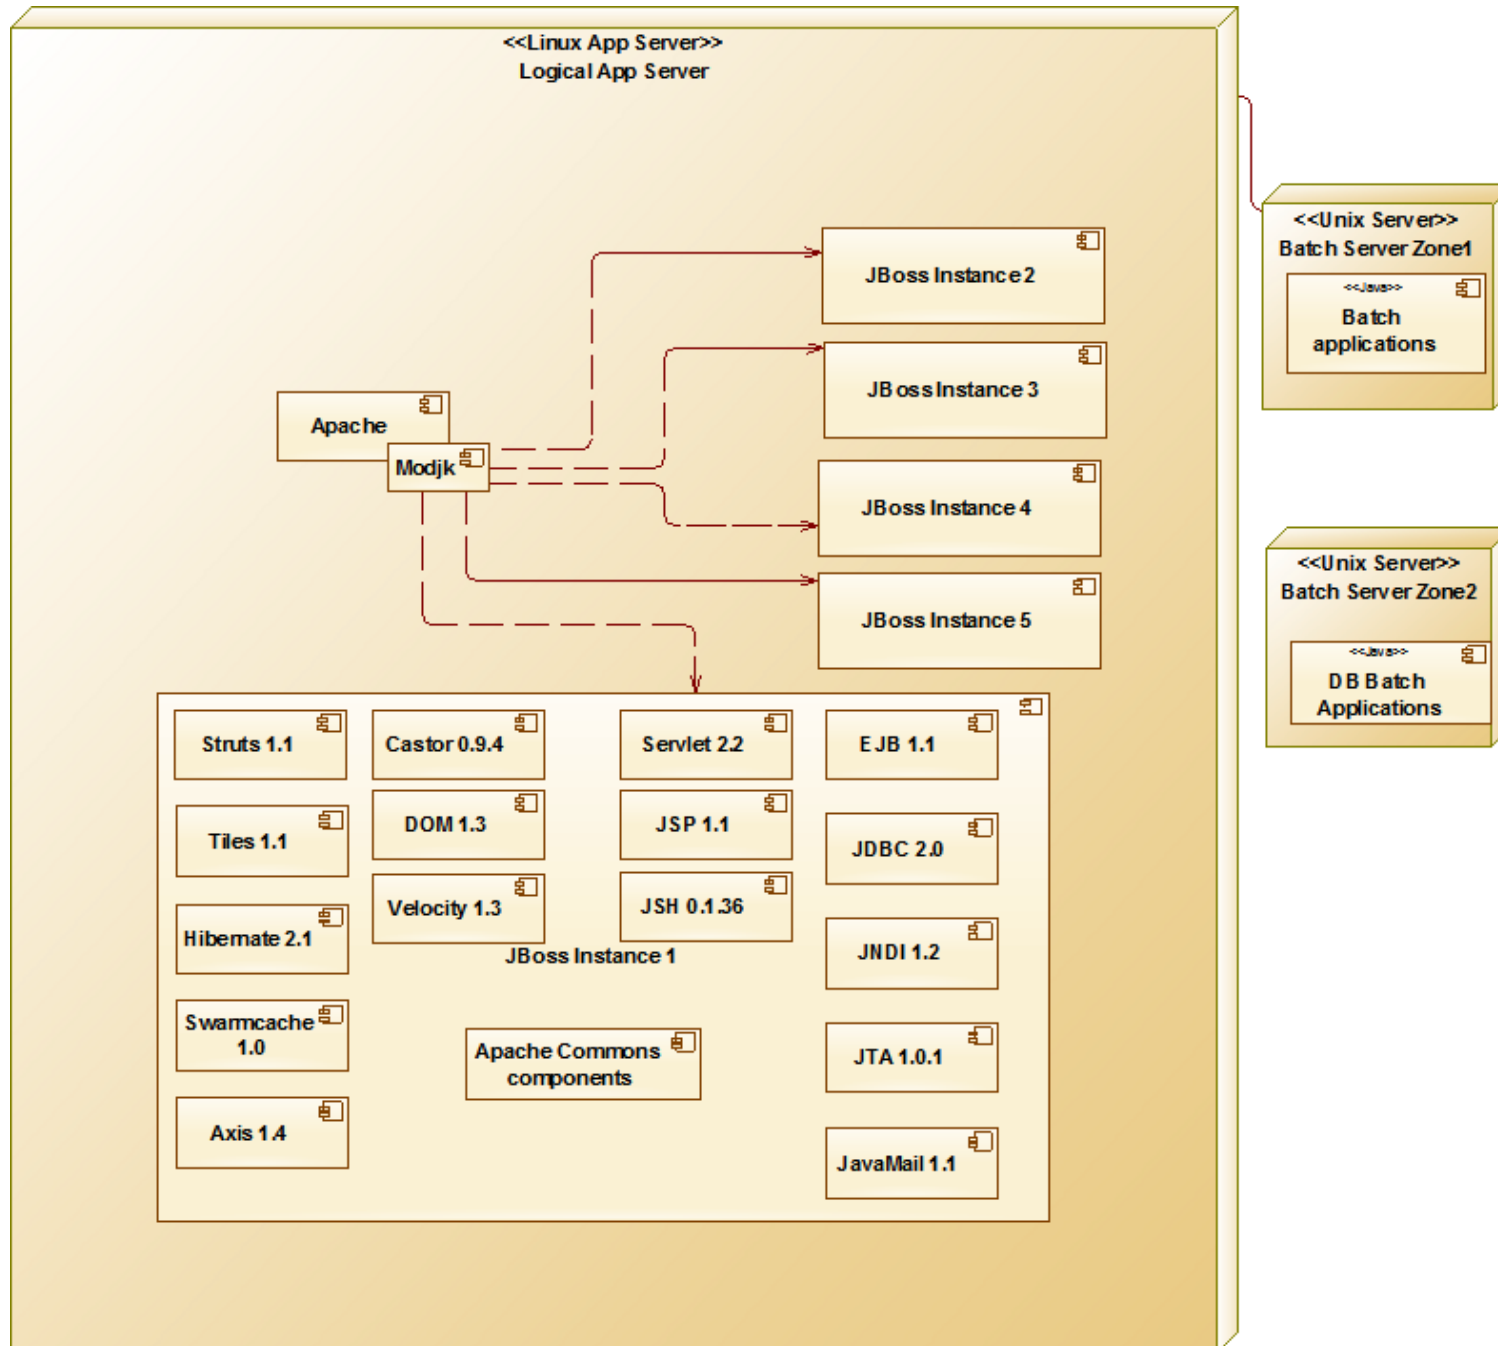 <<Linux App Server>>
Logical App Server
<<Unix Server>>
Batch Server Zone1
<<Java>>
Batch
applications
JBoss Instance 2
JBoss Instance 3
Apache
Modjk
JBoss Instance 4
JBoss Instance 5
<<Unix Server>>
Batch Server Zone2
<<Java>>
DB Batch
Applications
Struts 1.1
Castor 0.9.4
Servlet 2.2
EJB 1.1
Tiles 1.1
DOM 1.3
JSP 1.1
JDBC 2.0
Hibernate 2.1
Velocity 1.3
JSH 0.1.36
JBoss Instance 1
JNDI 1.2
Swarmcache
1.0
Apache Commons
components
JTA 1.0.1
Axis 1.4
JavaMail 1.1